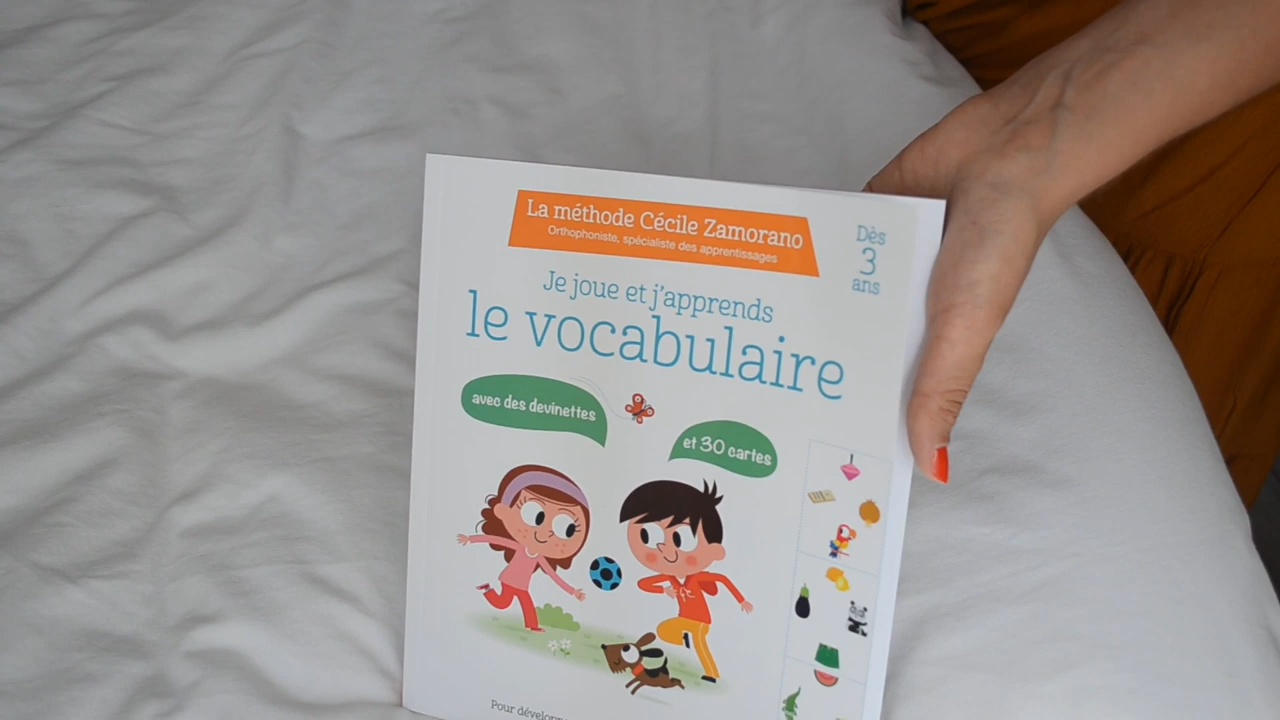 La méthode Cécile Zamorano
Orthophoniste, spécialiste des apprentissages
Dès
3
ans
Je joue et j'apprends
le vocabulaire
avec des devinettes
et 30 cartes
Pour